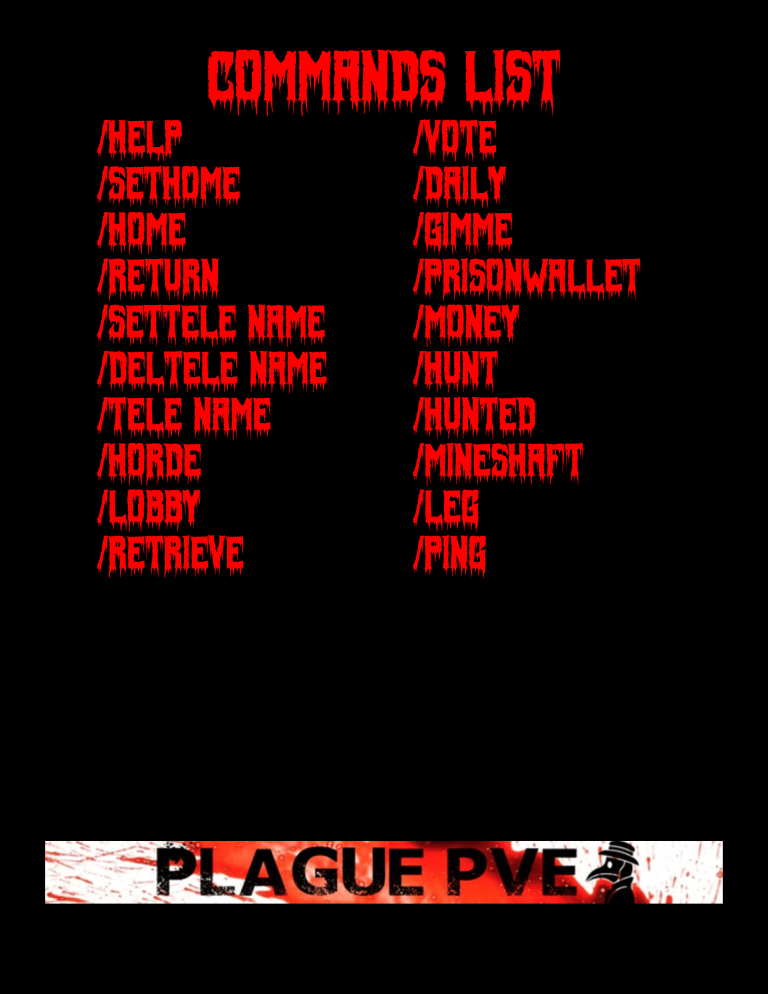 COMMANDS LIST
/HELP
/SETHOME
/HOME
/RETURN
/SETTELE NAME
/DELTELE NAME
/TELE NAME
/HORDE
/LOBBY
/RETRIEVE
/VOTE
/DAILY
/GIMME
/PRISONWALLET
/MONEY
/HUNT
/HUNTED
/MINESHAFT
/LEG
/PING
PLAGUE PVE